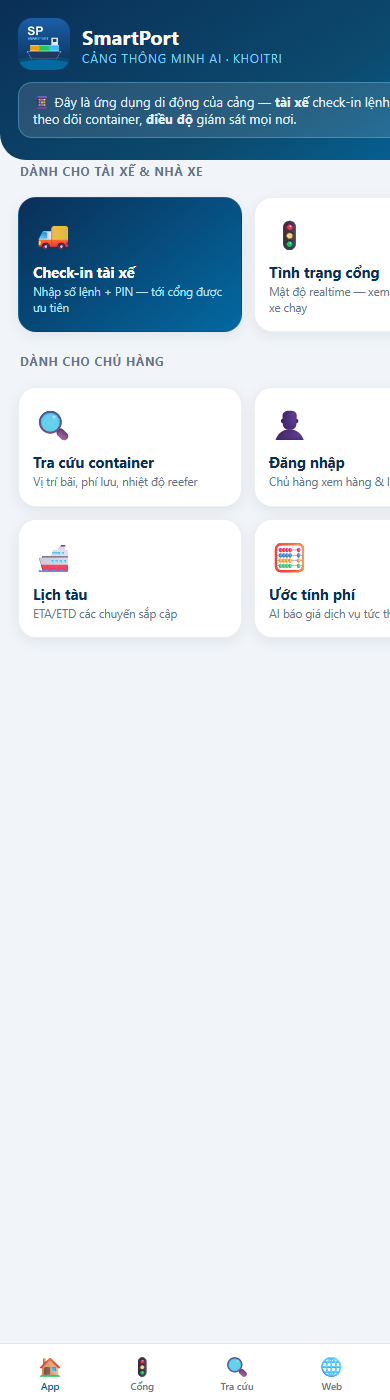 SP
SmartPort
CẢNG THÔNG MINH AI · KHOITRI
Đây là ứng dụng di động của cảng — tài xế check-in lệnh
theo dõi container, điều độ giám sát mọi nơi.
DÀNH CHO TÀI XẾ & NHÀ XE
Check-in tài xế
Nhập số lệnh + PIN — tới cổng được
ưu tiên
Tình trạng cổng
Mật độ realtime — xem
xe chạy
DÀNH CHO CHỦ HÀNG
Tra cứu container
Vị trí bãi, phí lưu, nhiệt độ reefer
Đăng nhập
Chủ hàng xem hàng &
Lịch tàu
ETA/ETD các chuyến sắp cập
Ước tính phí
AI báo giá dịch vụ tức
App
Cổng
Tra cứu
Web